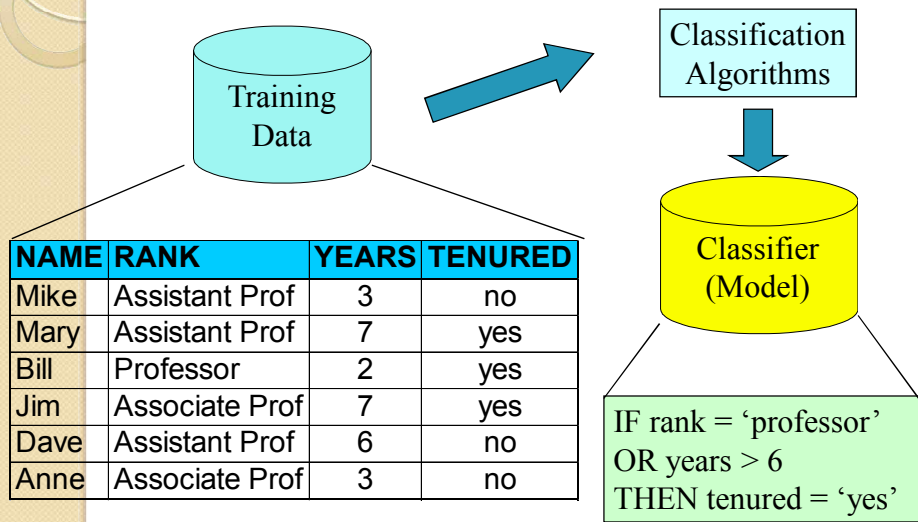 Training
Data
Classification
Algorithms
Classifier
(Model)
NAME RANK YEARS TENURED
Mike Assistant Prof 3 no
Mary Assistant Prof 7 yes
Bill Professor 2 yes
Jim Associate Prof 7 yes
Dave Assistant Prof 6 no
Anne Associate Prof 3 no
IF rank = ‘professor’
OR years > 6
THEN tenured = ‘yes’